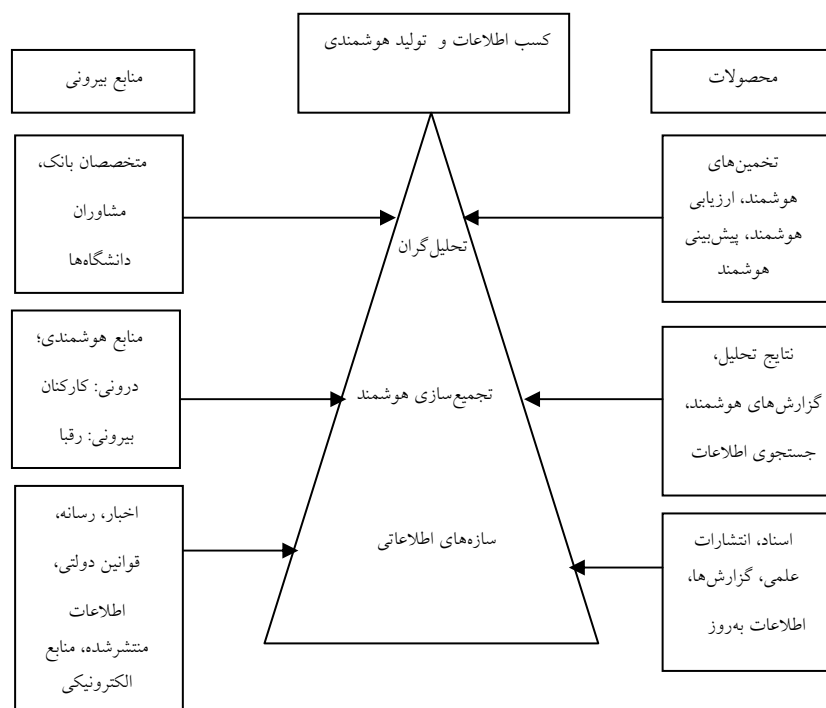 کسب اطلاعات و تولید هوشمندی
محصولات
منابع بیرونی
تخمین‌های
هوشمند، ارزیابی
هوشمند، پیش‌بینی
هوشمند
تحلیل‌گران
متخصصان بانک،
مشاوران
دانشگاه‌ها
نتایج تحلیل،
گزارش‌های هوشمند،
جستجوی اطلاعات
تجمیع‌سازی هوشمند
منابع هوشمندی؛
درونی: کارکنان
بیرونی: رقبا
اسناد، انتشارات
علمی، گزارش‌ها،
اطلاعات به‌روز
سازه‌های اطلاعاتی
اخبار، رسانه،
قوانین دولتی،
اطلاعات
منتشرشده، منابع
الکترونیکی